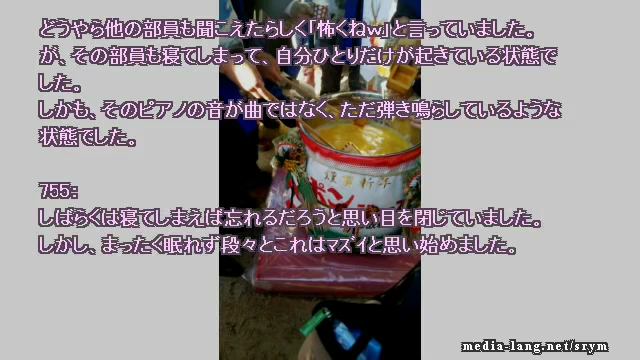 どうやら他の部員も聞こえたらしく「怖くねw」と言っていました。
が、その部員も寝てしまって、自分ひとりだけが起きている状態で
した。
しかも、そのピアノの音が曲ではなく、ただ弾き鳴らしているような
状態でした。
755:
しばらくは寝てしまえば忘れるだろうと思い目を閉じていました。
しかし、まったく眠れず段々とこれはマズイと思い始めました。
media-lang.net/srym